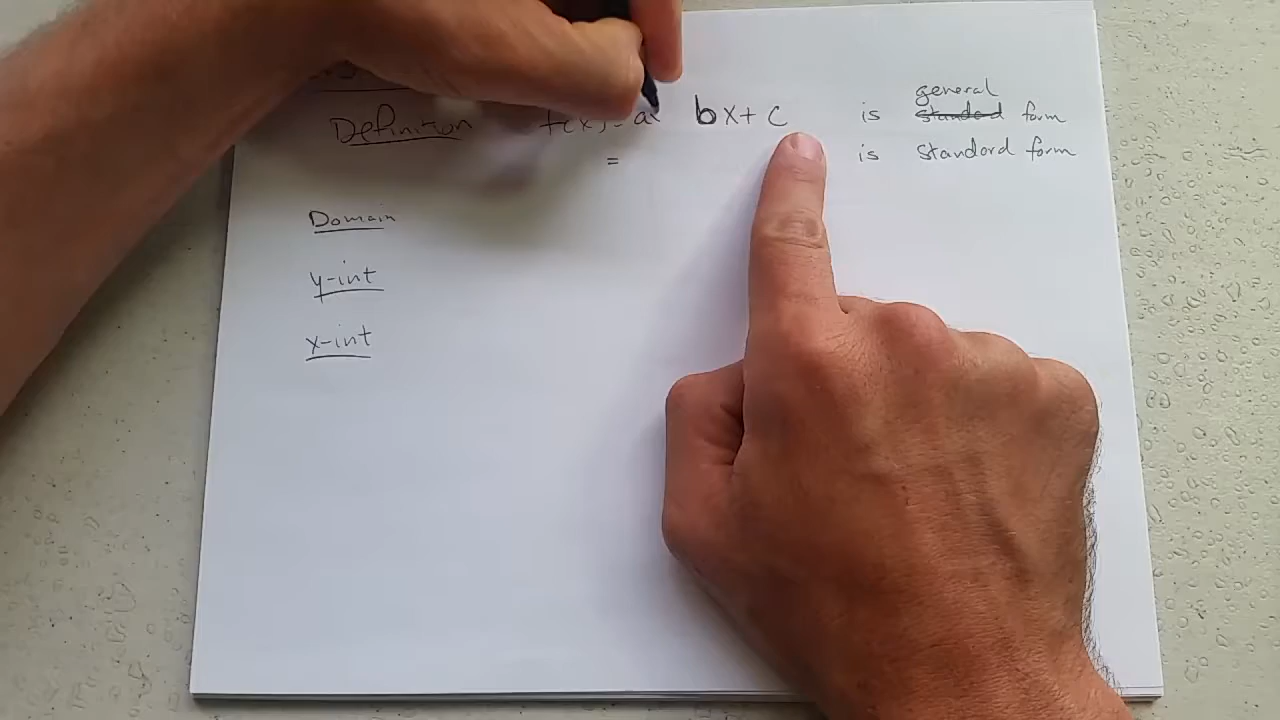 general
Definition f(x) = a bx + c is standard form
= is standard form
Domain
y-int
x-int